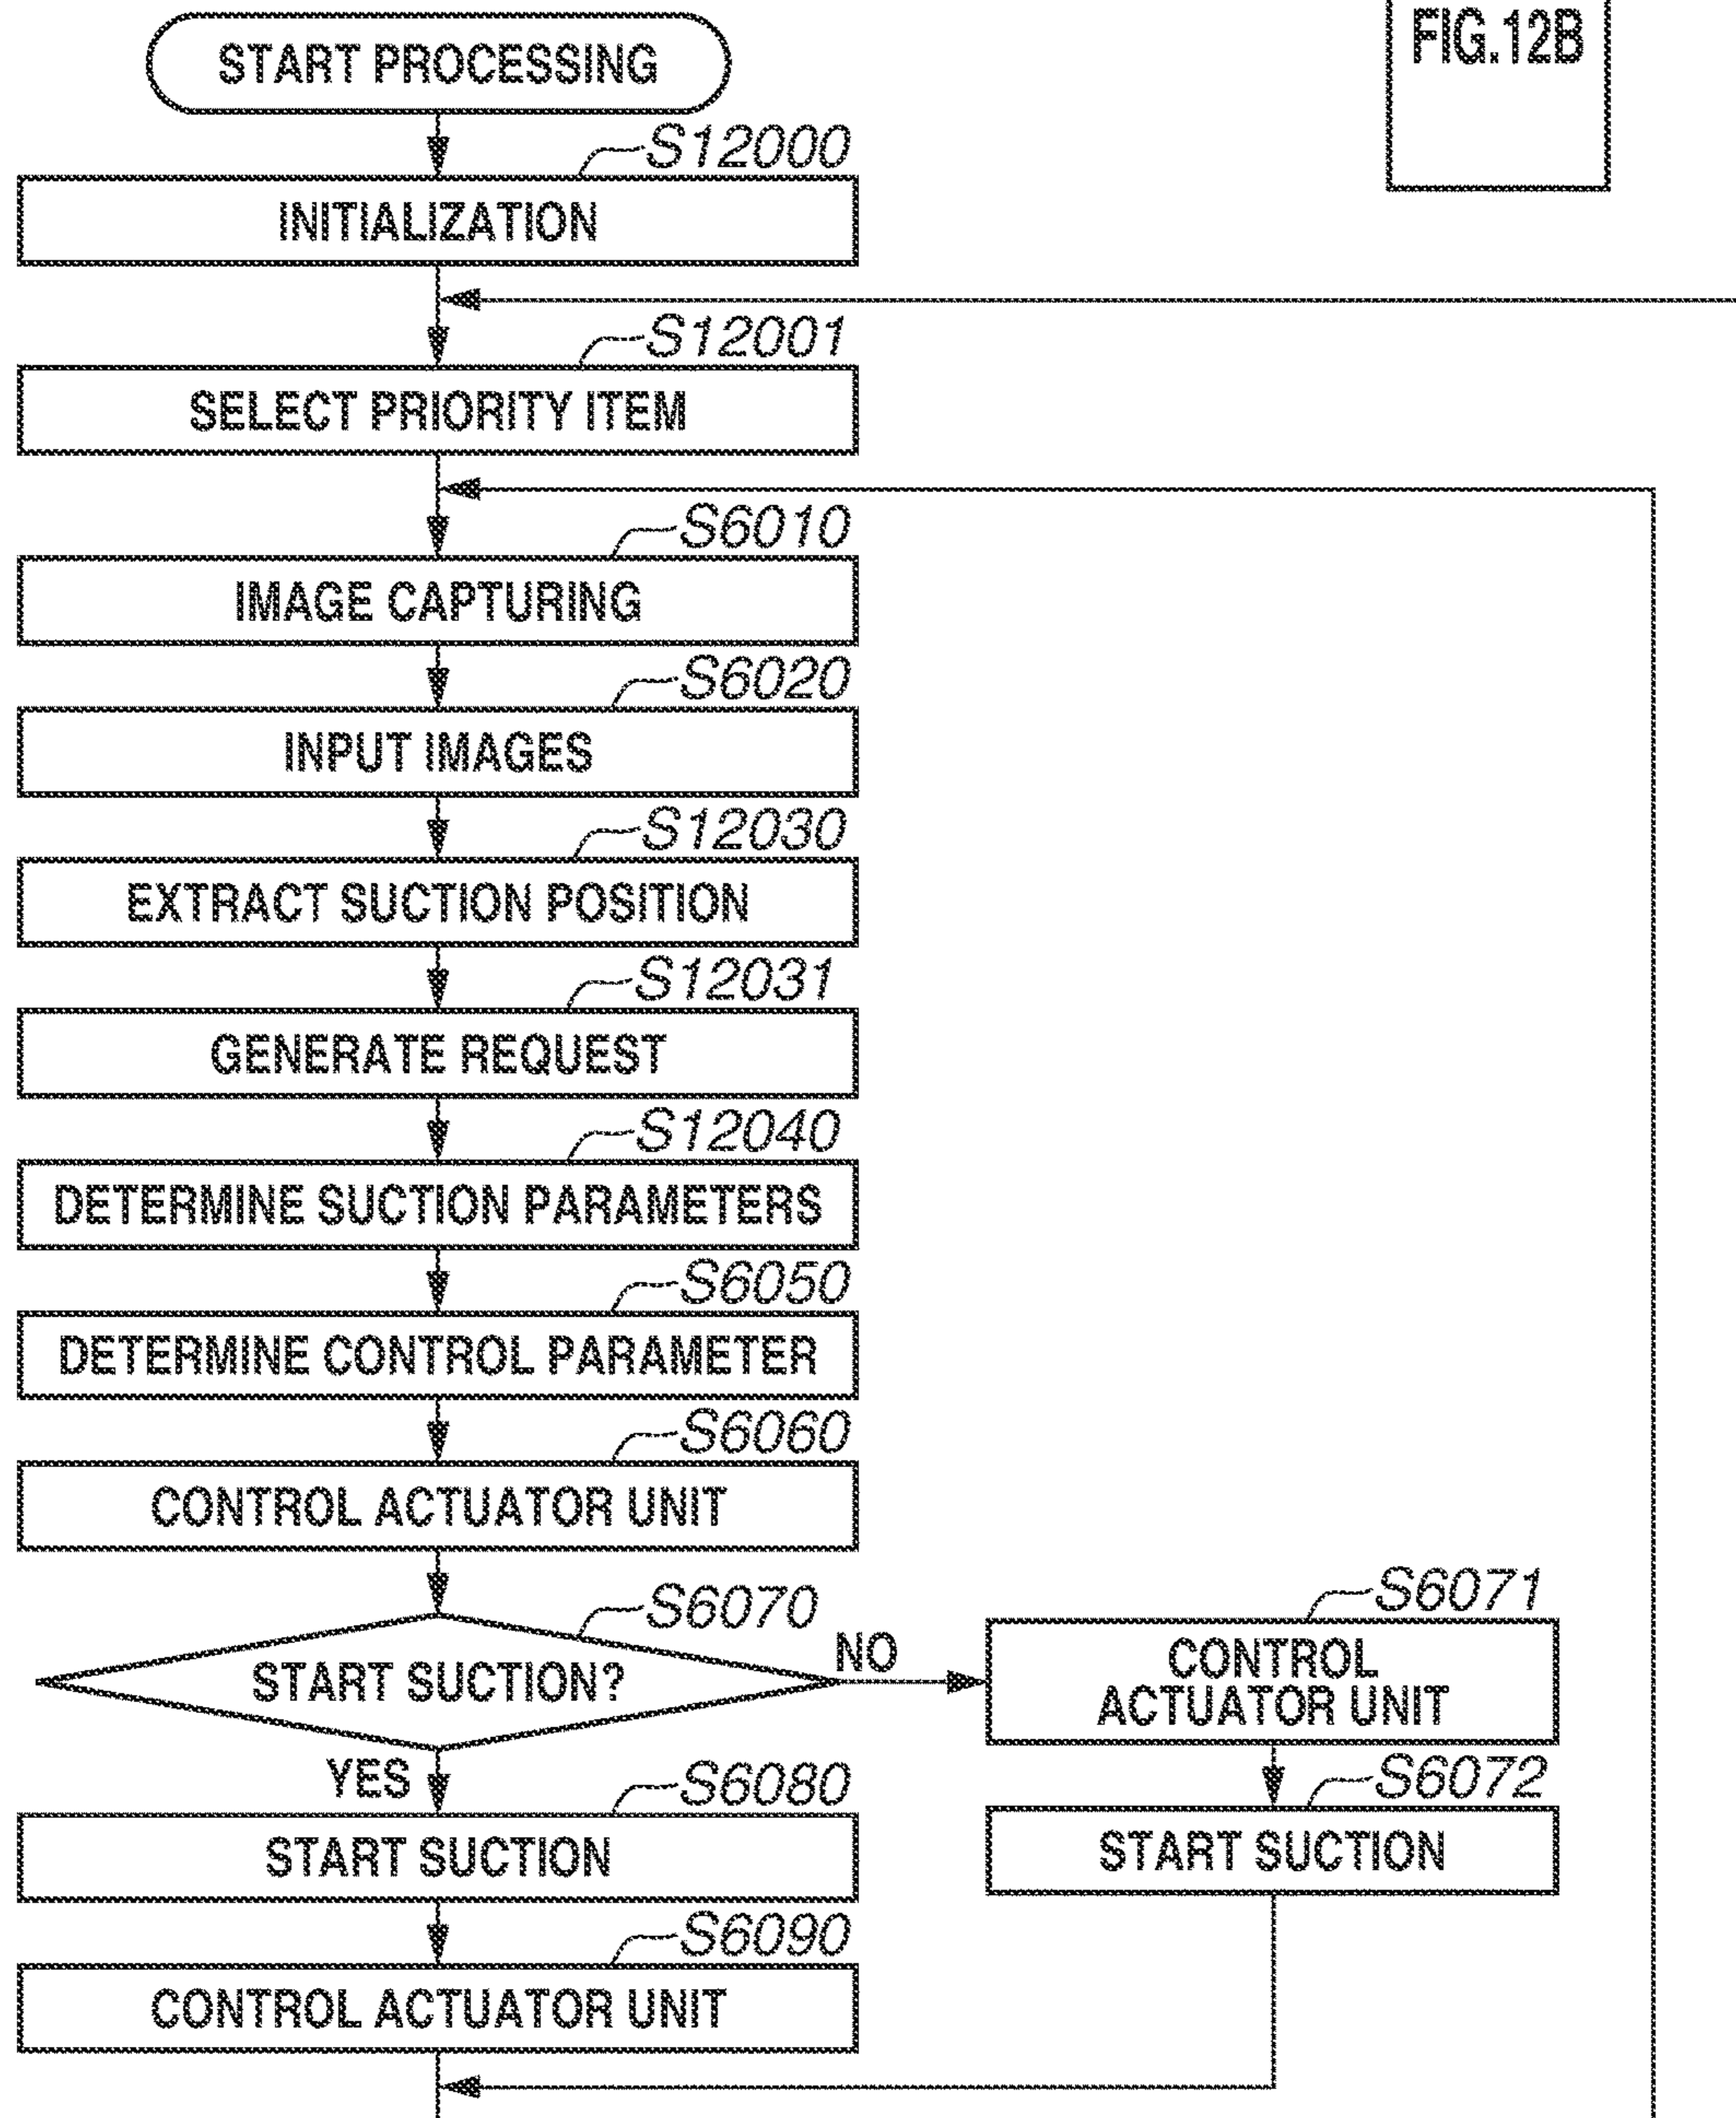 FIG.12B
START PROCESSING
S12000
INITIALIZATION
S12001
SELECT PRIORITY ITEM
S6010
IMAGE CAPTURING
S6020
INPUT IMAGES
S12030
EXTRACT SUCTION POSITION
S12031
GENERATE REQUEST
S12040
DETERMINE SUCTION PARAMETERS
S6050
DETERMINE CONTROL PARAMETER
S6060
CONTROL ACTUATOR UNIT
S6070
START SUCTION?
NO
S6071
CONTROL
ACTUATOR UNIT
YES
S6080
START SUCTION
S6072
START SUCTION
S6090
CONTROL ACTUATOR UNIT